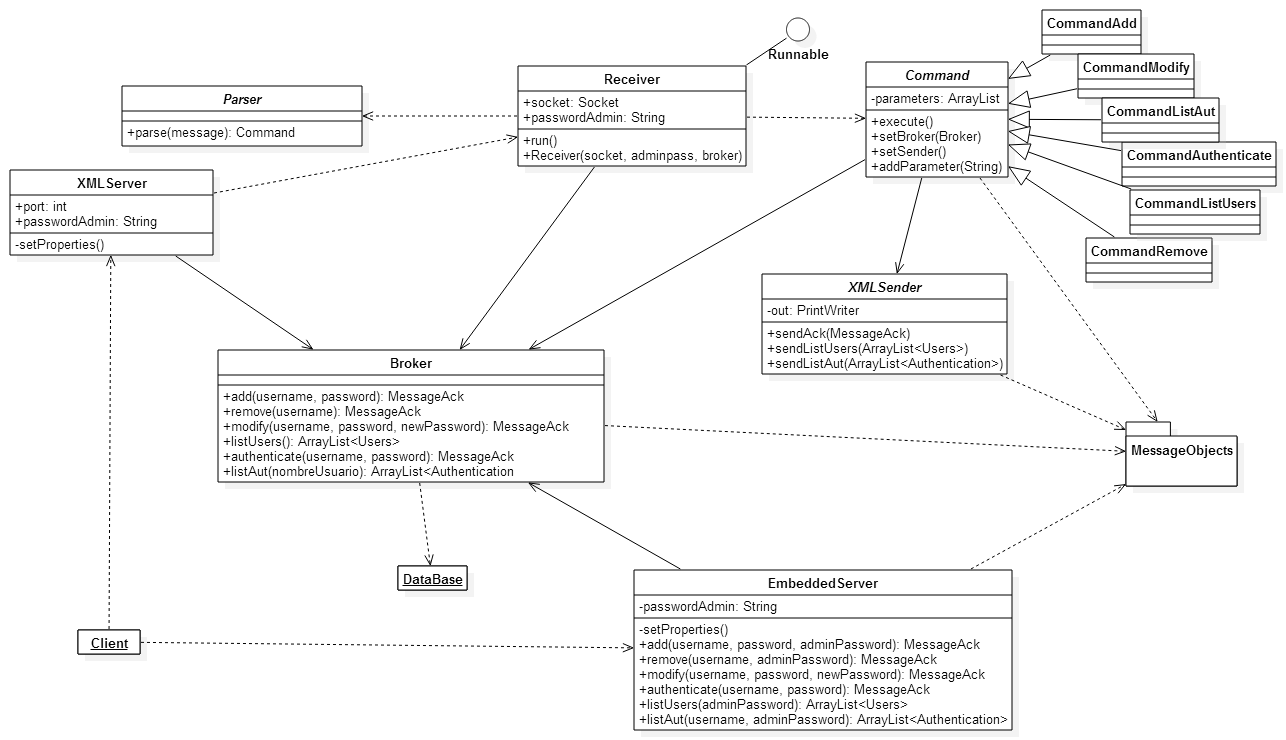 CommandAdd
Runnable
CommandModify
CommandListAut
CommandAuthenticate
CommandListUsers
CommandRemove
Command
-parameters: ArrayList
+execute()
+setBroker(Broker)
+setSender()
+addParameter(String)
Receiver
+socket: Socket
+passwordAdmin: String
+run()
+Receiver(socket, adminpass, broker)
Parser
+parse(message): Command
XMLServer
+port: int
+passwordAdmin: String
-setProperties()
XMLSender
-out: PrintWriter
+sendAck(MessageAck)
+sendListUsers(ArrayList<Users>)
+sendListAut(ArrayList<Authentication>)
Broker
+add(username, password): MessageAck
+remove(username): MessageAck
+modify(username, password, newPassword): MessageAck
+listUsers(): ArrayList<Users>
+authenticate(username, password): MessageAck
+listAut(nombreUsuario): ArrayList<Authentication
MessageObjects
DataBase
Client
EmbeddedServer
-passwordAdmin: String
-setProperties()
+add(username, password, adminPassword): MessageAck
+remove(username, adminPassword): MessageAck
+modify(username, password, newPassword): MessageAck
+authenticate(username, password): MessageAck
+listUsers(adminPassword): ArrayList<Users>
+listAut(username, adminPassword): ArrayList<Authentication>